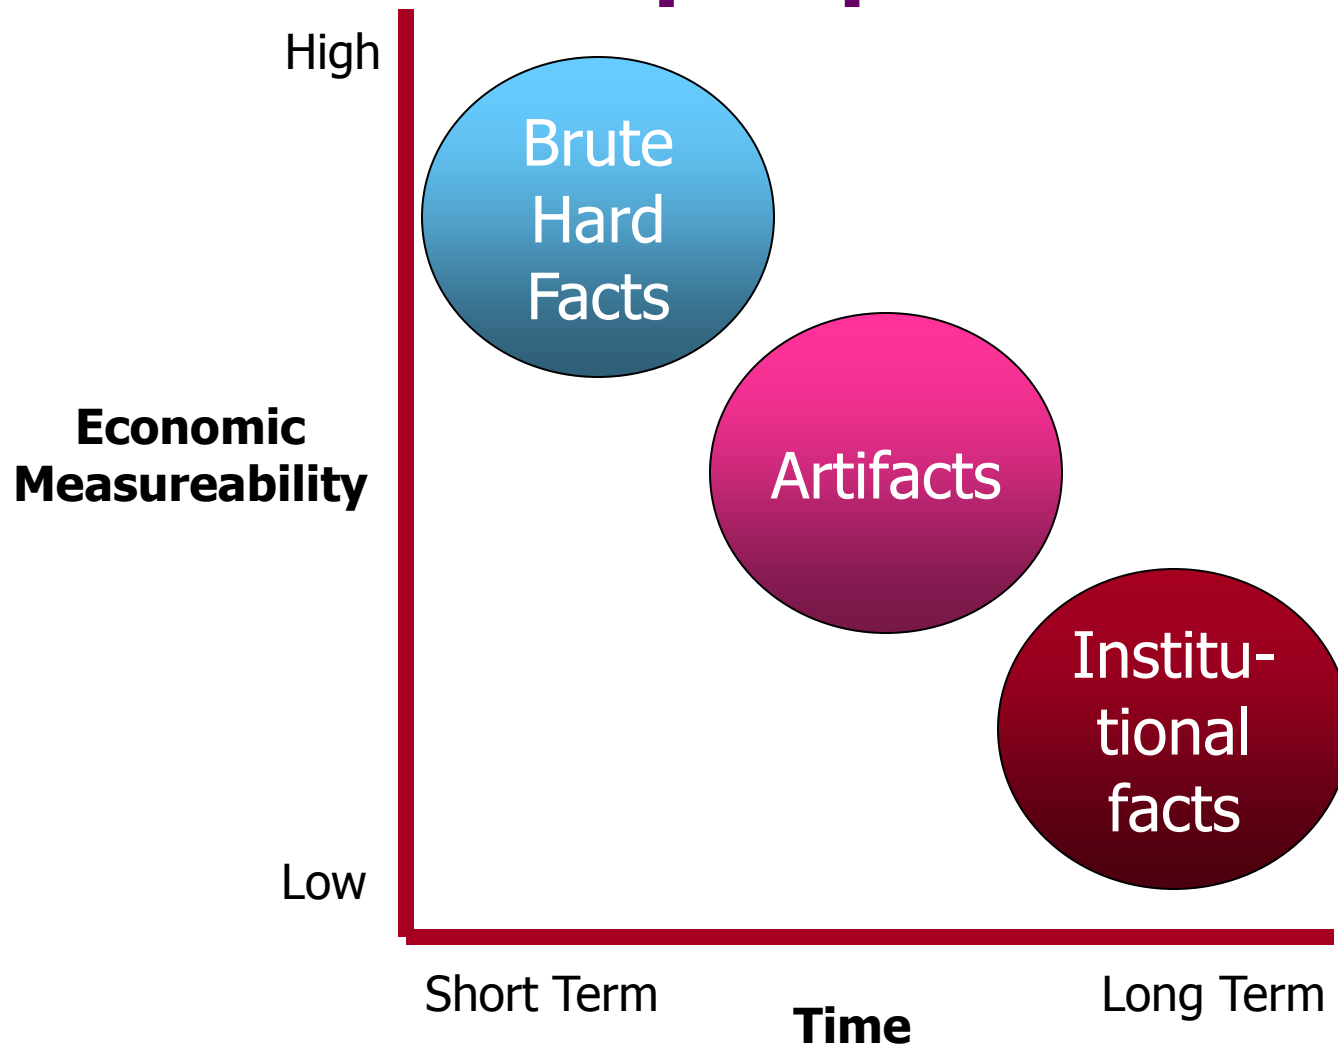 High
Brute
Hard
Facts
Economic
Measureability
Artifacts
Institu-
tional
facts
Low
Short Term
Long Term
Time